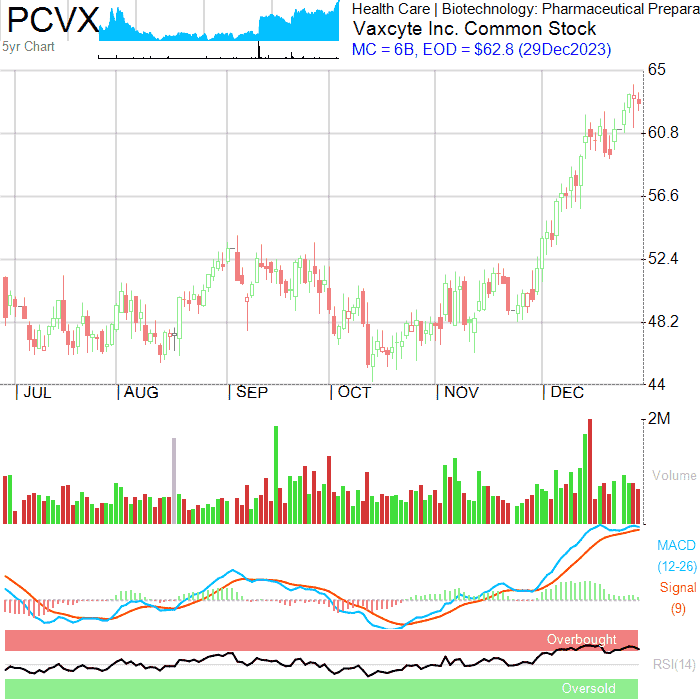 PCVX
5yr Chart
Health Care | Biotechnology: Pharmaceutical Prepara
Vaxcyte Inc. Common Stock
MC = 6B, EOD = $62.8 (29Dec2023)
65
60.8
56.6
52.4
48.2
44
JUL AUG SEP OCT NOV DEC
2M
Volume
MACD
(12-26)
Signal
(9)
Overbought
RSI(14)
Oversold